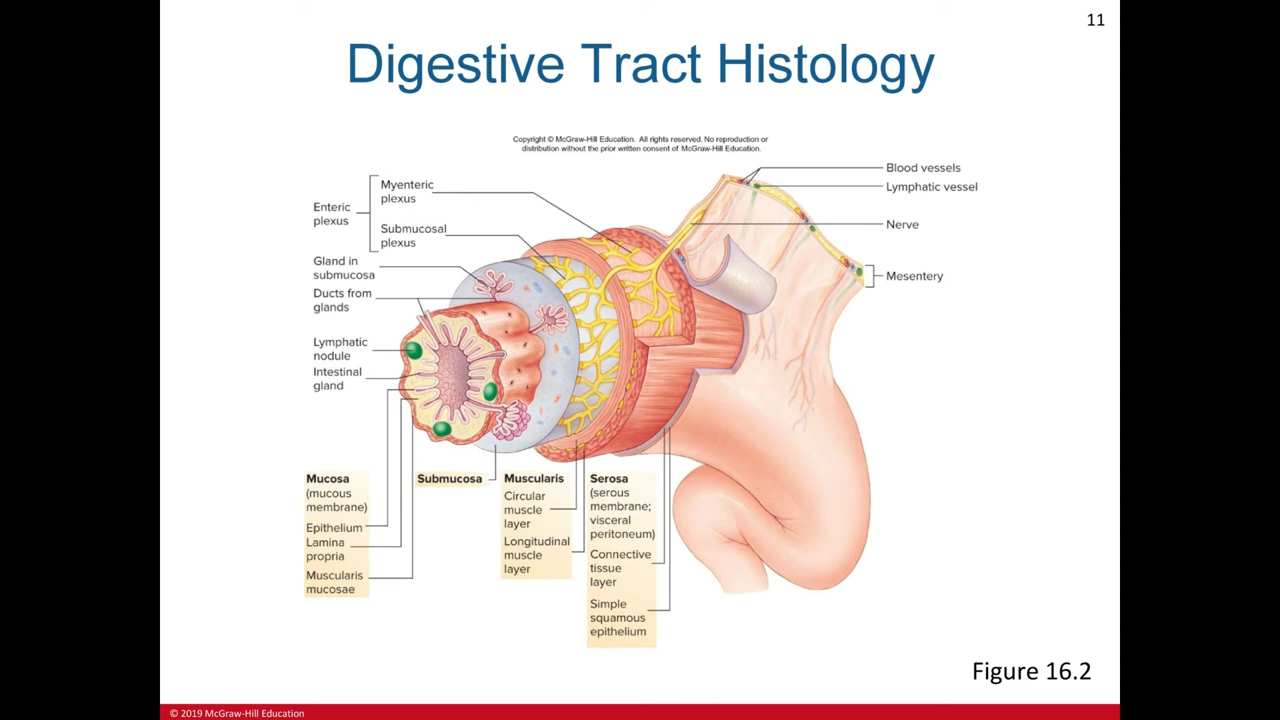 11
Digestive Tract Histology
Copyright © McGraw-Hill Education. All rights reserved. No reproduction or
distribution without the prior written consent of McGraw-Hill Education.
Enteric
plexus
Myenteric
plexus
Submucosal
plexus
Gland in
submucosa
Ducts from
glands
Lymphatic
nodule
Intestinal
gland
Blood vessels
Lymphatic vessel
Nerve
Mesentery
Mucosa
(mucous
membrane)
Epithelium
Lamina
propria
Muscularis
mucosae
Submucosa
Muscularis
Circular
muscle
layer
Longitudinal
muscle
layer
Serosa
(serous
membrane;
visceral
peritoneum)
Connective
tissue
layer
Simple
squamous
epithelium
Figure 16.2
© 2019 McGraw-Hill Education